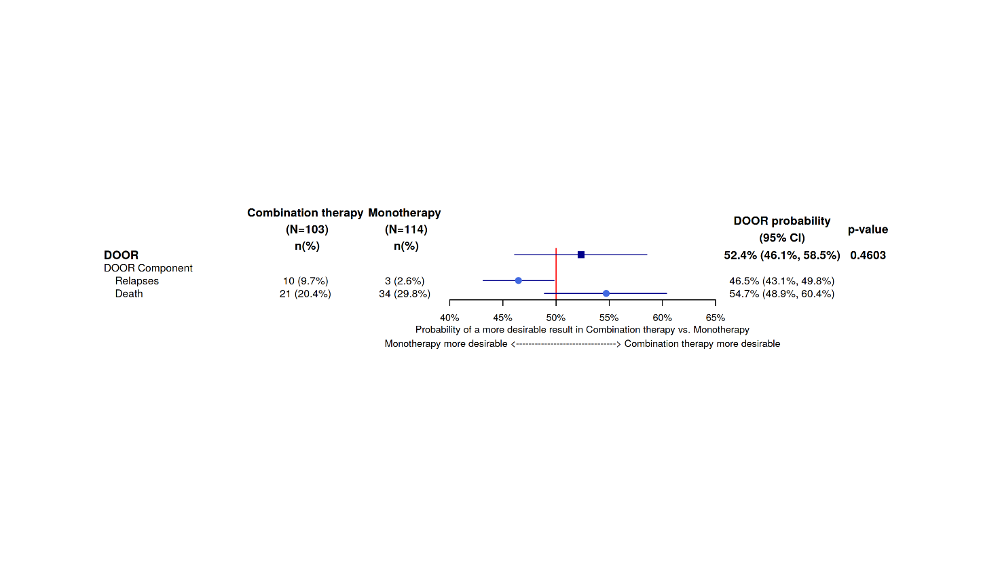 Combination therapy Monotherapy
(N=103) (N=114)
n(%) n(%)
DOOR probability
(95% CI)
p-value
DOOR 52.4% (46.1%, 58.5%) 0.4603
DOOR Component
Relapses 10 (9.7%) 3 (2.6%) 46.5% (43.1%, 49.8%)
Death 21 (20.4%) 34 (29.8%) 54.7% (48.9%, 60.4%)
40% 45% 50% 55% 60% 65%
Probability of a more desirable result in Combination therapy vs. Monotherapy
Monotherapy more desirable <--------------------------------> Combination therapy more desirable